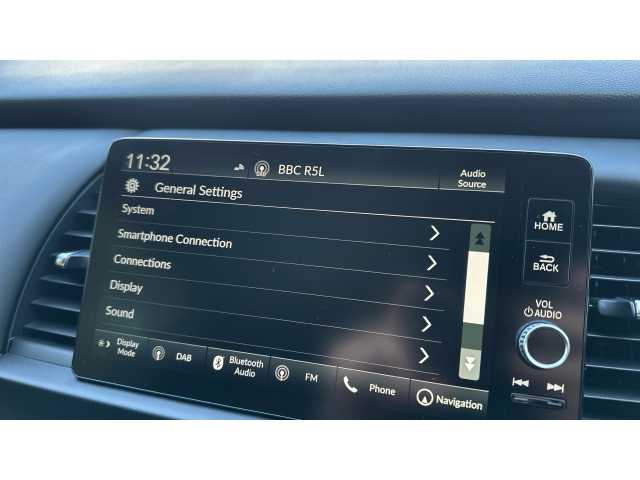 11:32
BBC R5L
Audio
Source
General Settings
System
Smartphone Connection
Connections
Display
Sound
Display
Mode
DAB
Bluetooth
Audio
FM
Phone
Navigation
HOME
BACK
VOL
AUDIO